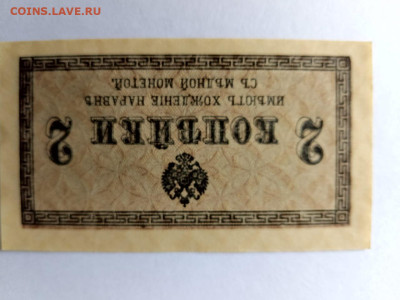 COINS.LAVE.RU
2 КОПѢЙКИ 2
ИМѢЮТЪ ХОЖДЕНІЕ НАРАВНѢ
СЪ МѢДНОЙ МОНЕТОЙ.